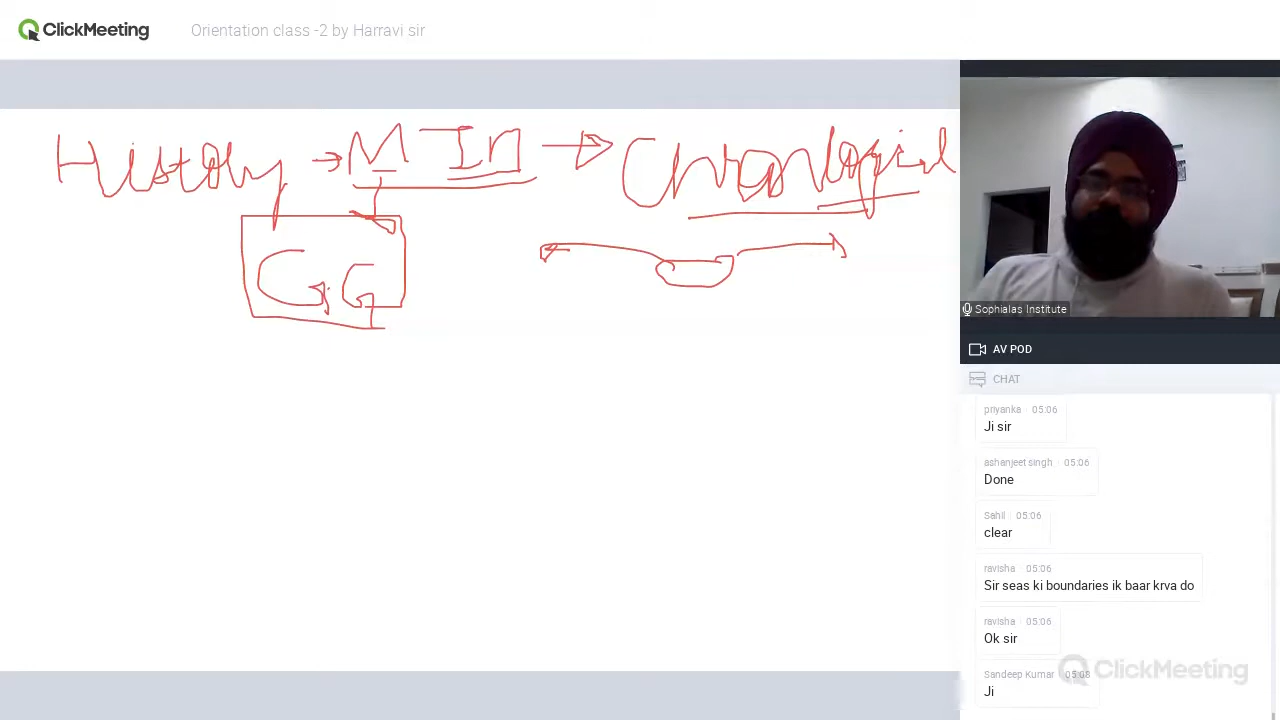 ClickMeeting
Orientation class -2 by Harravi sir
History → M In → Chronological
G.G
Sophialas Institute
AV POD
CHAT
priyanka · 05:06
Ji sir
ashanjeet singh · 05:06
Done
Sahil 05:06
clear
ravisha · 05:06
Sir seas ki boundaries ik baar krva do
ravisha · 05:06
Ok sir
Sandeep Kumar · 05:08
Ji
ClickMeeting